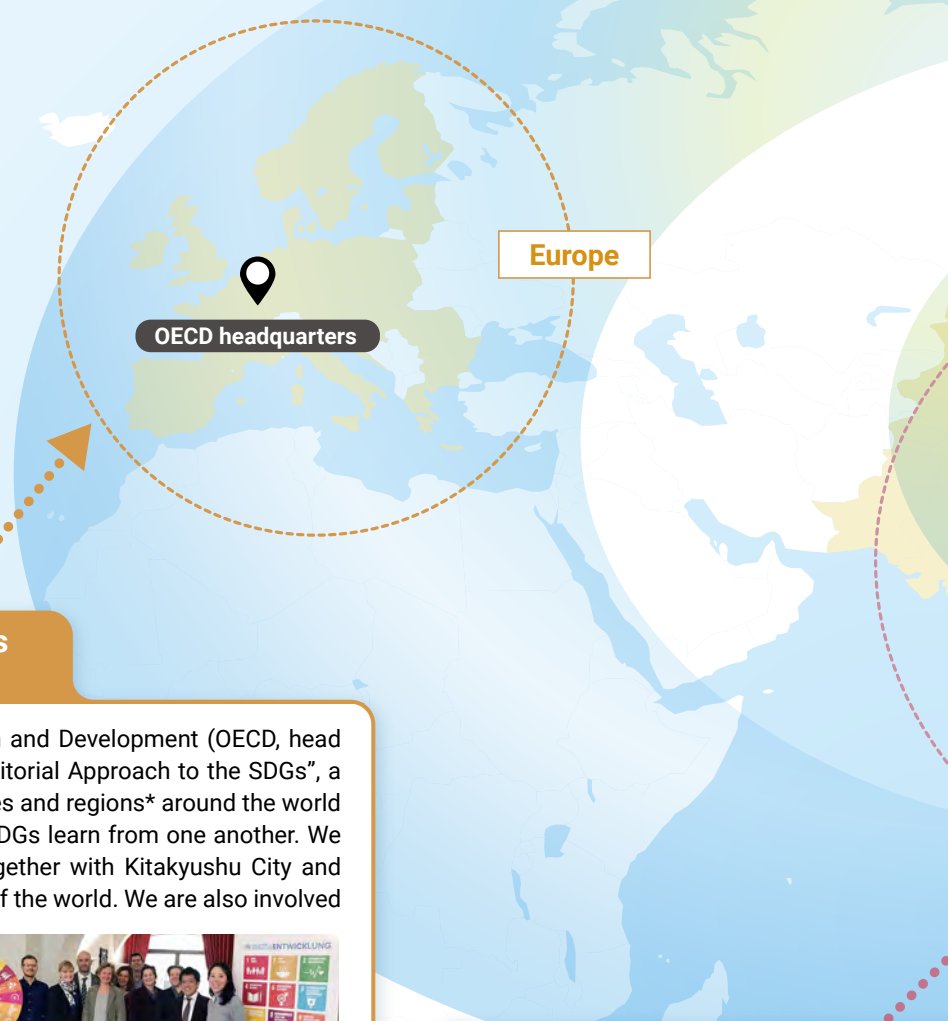 Europe
OECD headquarters
s
n and Development (OECD, head
itorial Approach to the SDGs”, a
es and regions* around the world
DGs learn from one another. We
gether with Kitakyushu City and
f the world. We are also involved
ENTWICKLUNG